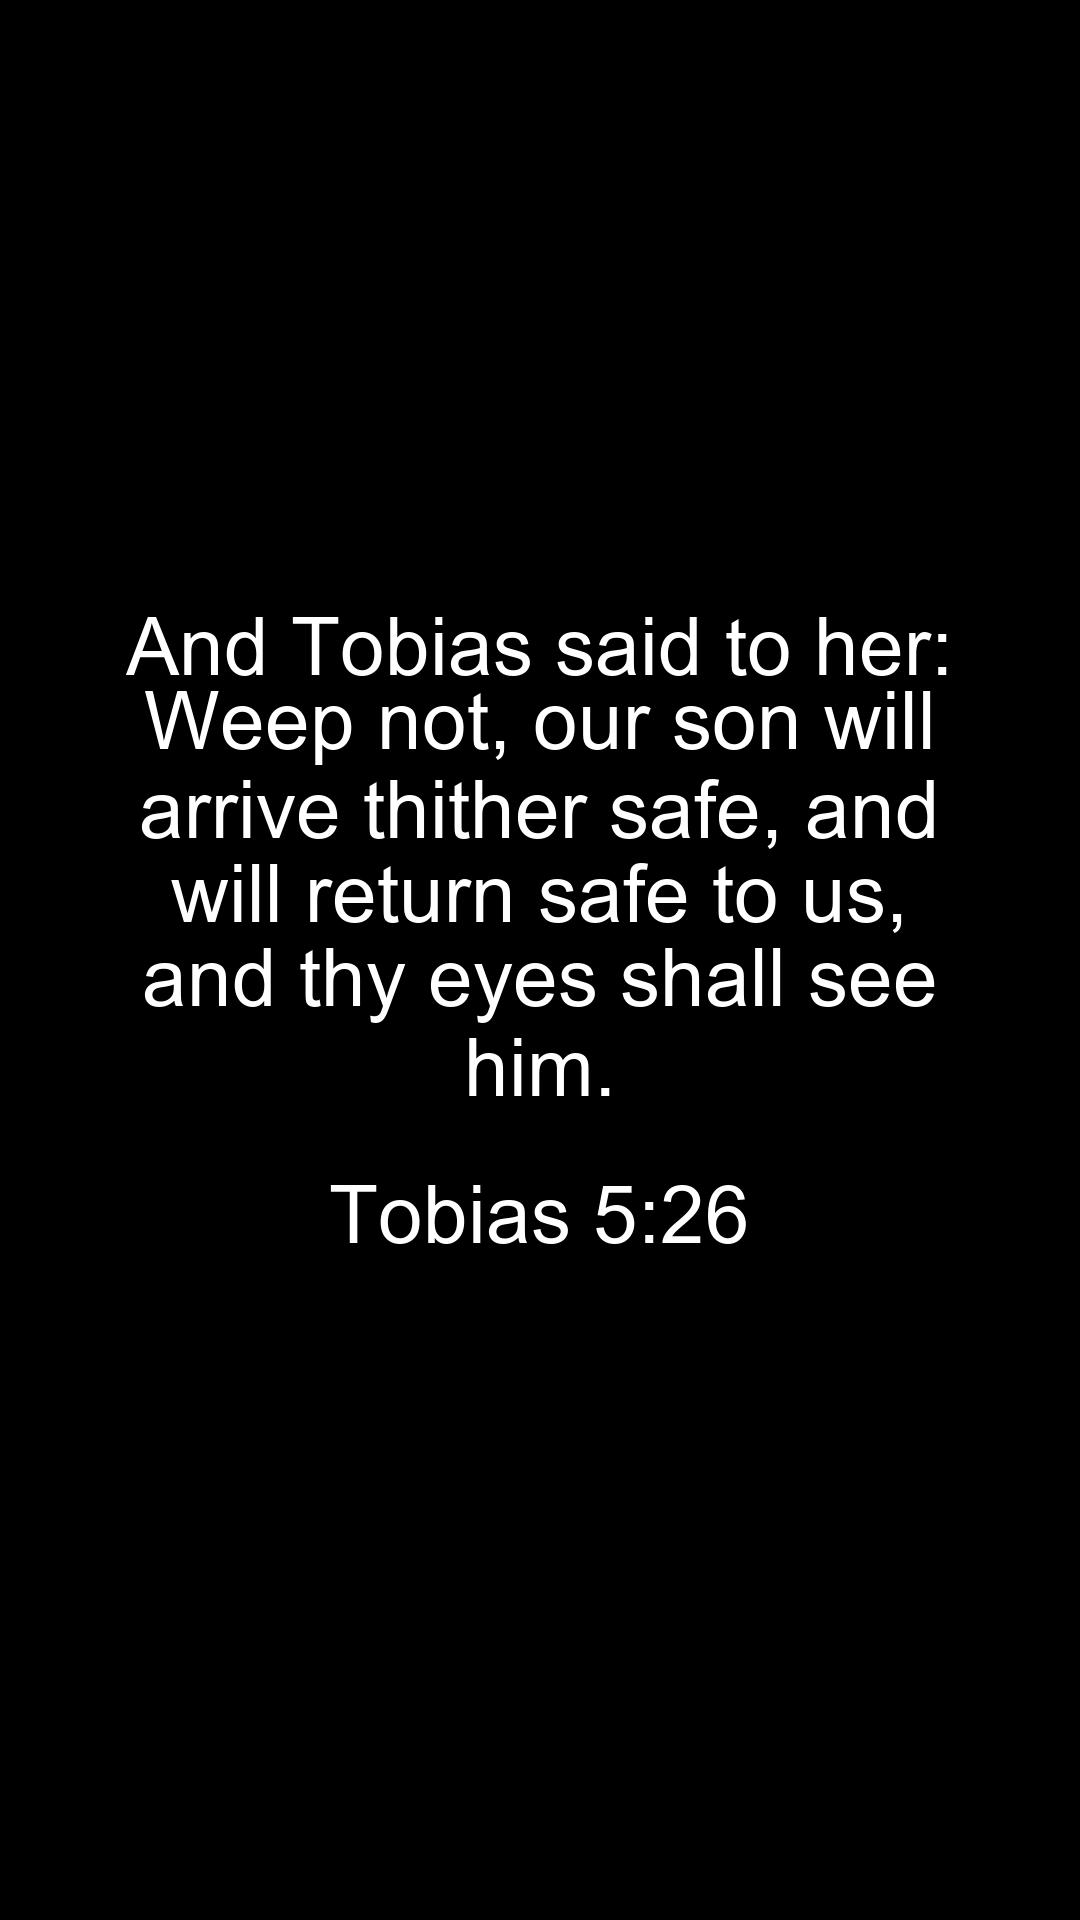 And Tobias said to her:
Weep not, our son will
arrive thither safe, and
will return safe to us,
and thy eyes shall see
him.
Tobias 5:26